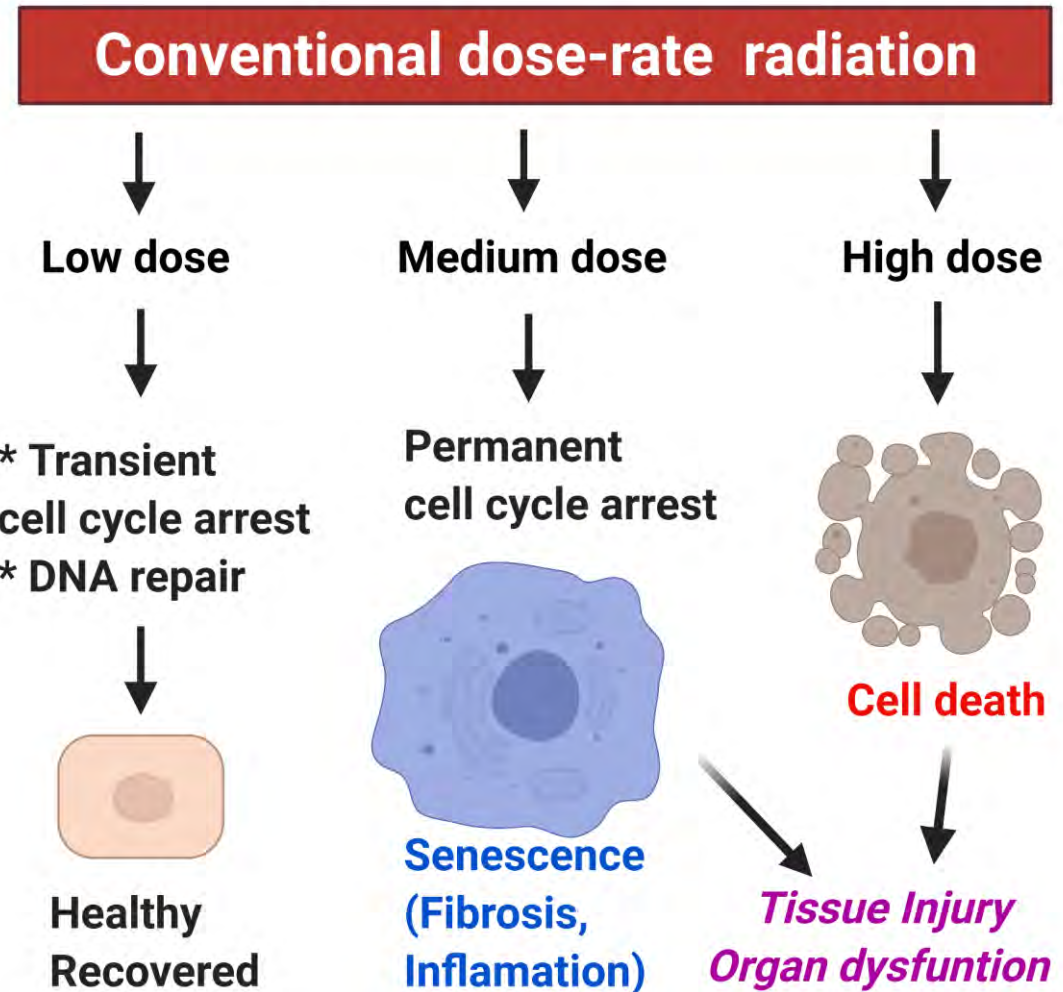 Conventional dose-rate radiation
Low dose
Medium dose
High dose
* Transient
cell cycle arrest
* DNA repair
Permanent
cell cycle arrest
Cell death
Healthy
Recovered
Senescence
(Fibrosis,
Inflamation)
Tissue Injury
Organ dysfuntion